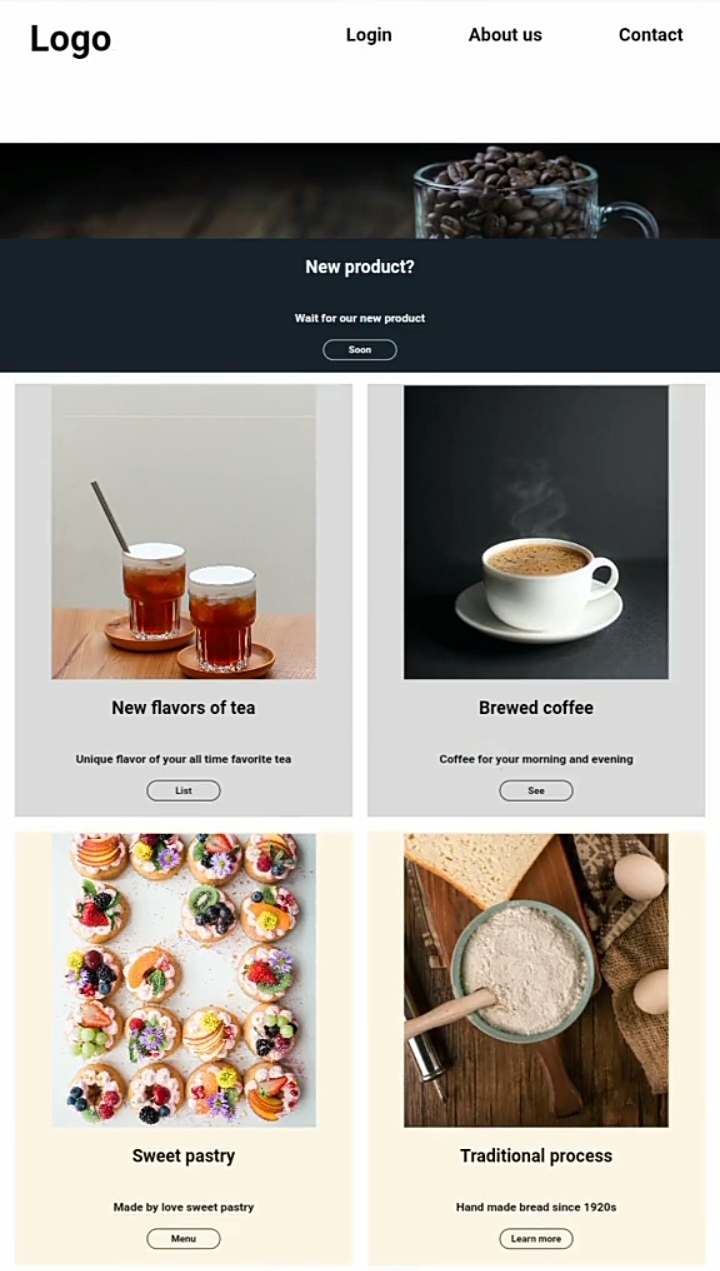 Logo
Login
About us
Contact
New product?
Wait for our new product
Soon
New flavors of tea
Unique flavor of your all time favorite tea
List
Brewed coffee
Coffee for your morning and evening
See
Sweet pastry
Made by love sweet pastry
Menu
Traditional process
Hand made bread since 1920s
Learn more